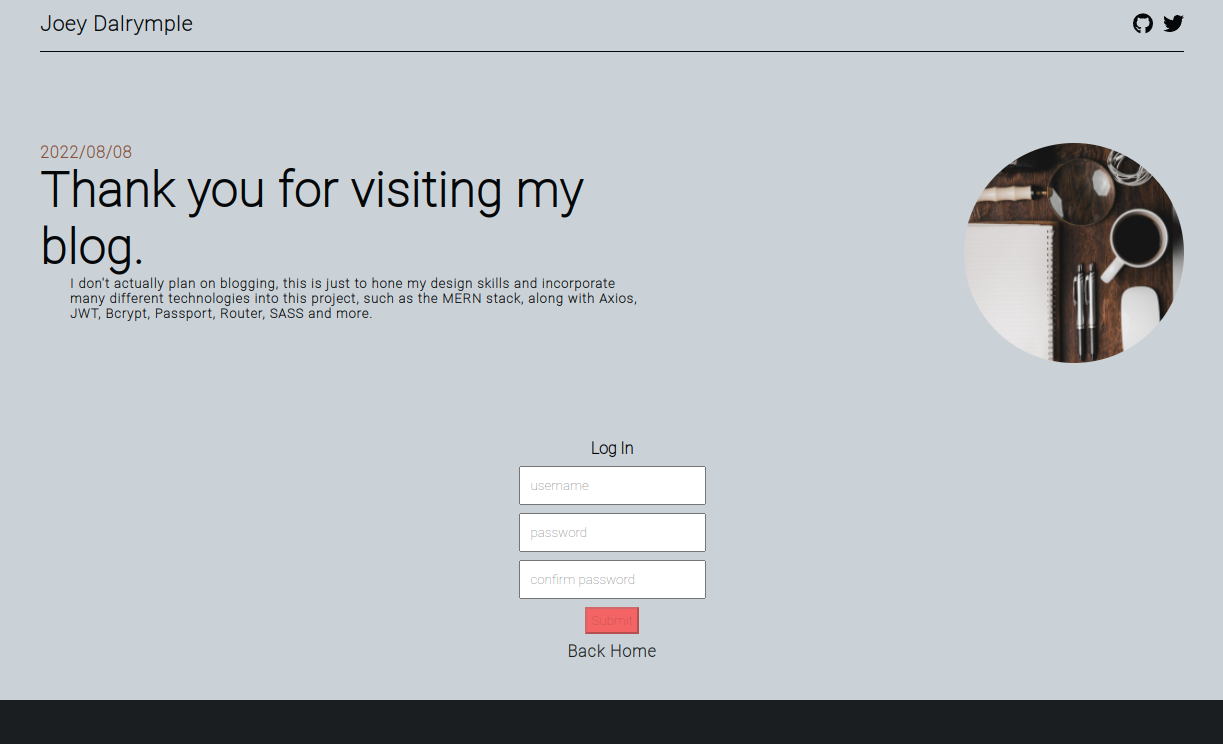 Joey Dalrymple
2022/08/08
Thank you for visiting my
blog.
I don't actually plan on blogging, this is just to hone my design skills and incorporate
many different technologies into this project, such as the MERN stack, along with Axios,
JWT, Bcrypt, Passport, Router, SASS and more.
Log In
username
password
confirm password
Submit
Back Home